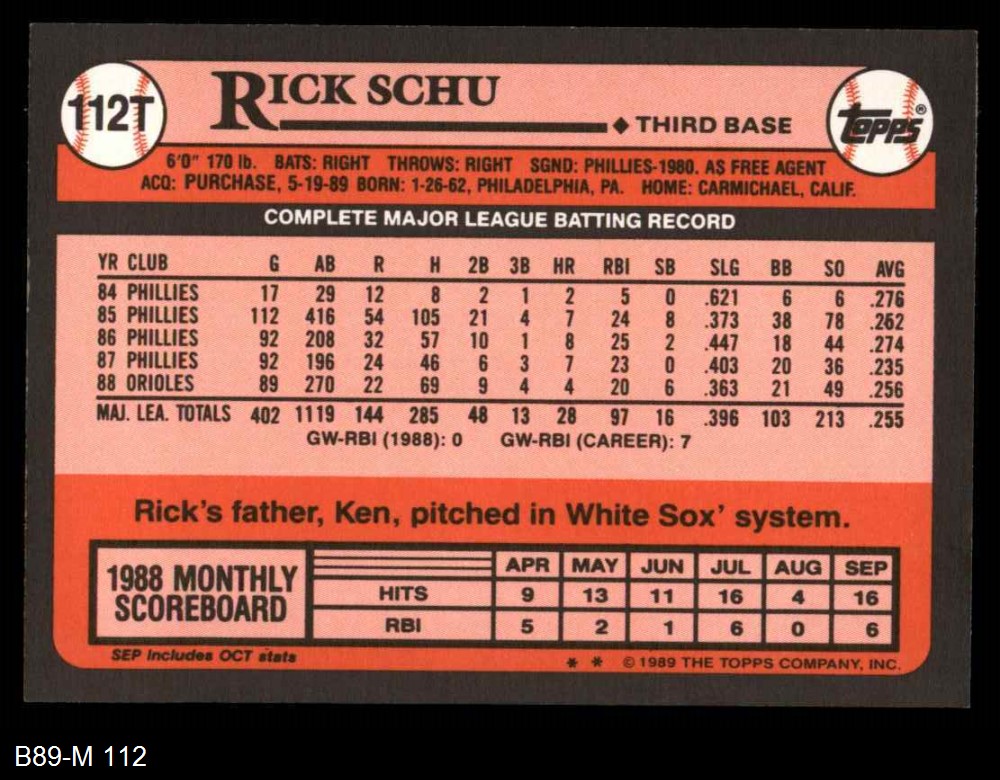 112T
RICK SCHU
◆ THIRD BASE
TOPPS®
6'0" 170 lb. BATS: RIGHT THROWS: RIGHT SGND: PHILLIES-1980. AS FREE AGENT
ACQ: PURCHASE, 5-19-89 BORN: 1-26-62, PHILADELPHIA, PA. HOME: CARMICHAEL, CALIF.
COMPLETE MAJOR LEAGUE BATTING RECORD
YR CLUB G AB R H 2B 3B HR RBI SB SLG BB SO AVG
84 PHILLIES 17 29 12 8 2 1 2 5 0 .621 6 6 .276
85 PHILLIES 112 416 54 105 21 4 7 24 8 .373 38 78 .262
86 PHILLIES 92 208 32 57 10 1 8 25 2 .447 18 44 .274
87 PHILLIES 92 196 24 46 6 3 7 23 0 .403 20 36 .235
88 ORIOLES 89 270 22 69 9 4 4 20 6 .363 21 49 .256
MAJ. LEA. TOTALS 402 1119 144 285 48 13 28 97 16 .396 103 213 .255
GW-RBI (1988): 0 GW-RBI (CAREER): 7
Rick's father, Ken, pitched in White Sox' system.
1988 MONTHLY
SCOREBOARD
APR MAY JUN JUL AUG SEP
HITS 9 13 11 16 4 16
RBI 5 2 1 6 0 6
SEP Includes OCT stats
* * © 1989 THE TOPPS COMPANY, INC.
B89-M 112